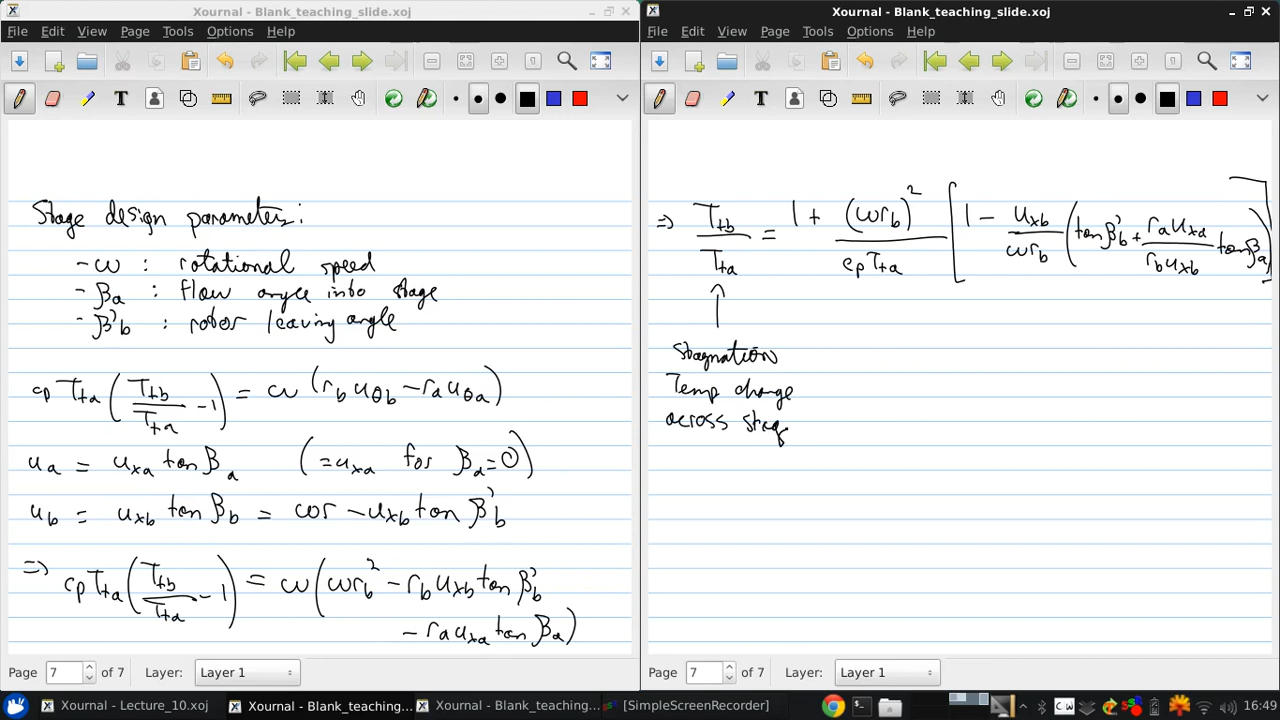 Xournal - Blank_teaching_slide.xoj
File Edit View Page Tools Options Help
Stage design parameters:
- ω : rotational speed
- βa : flow angle into stage
- β'b : rotor leaving angle
cp Tta (Ttb/Tta - 1) = ω (rb uθb - ra uθa)
ua = uxa tan βa (= uxa for βa = 0)
ub = uxb tan βb = ωr - uxb tan β'b
=> cp Tta (Ttb/Tta - 1) = ω (ωrb² - rb uxb tan β'b
- ra uxa tan βa)
Page 7 of 7 Layer: Layer 1
Xournal - Blank_teaching_slide.xoj
File Edit View Page Tools Options Help
=> Ttb/Tta = 1 + (ωrb)²/cp Tta [1 - uxb/ωrb (tan β'b + ra uxa/rb uxb tan βa)]
↑
Stagnation
Temp change
across stage
Page 7 of 7 Layer: Layer 1
Xournal - Lecture_10.xoj Xournal - Blank_teaching... Xournal - Blank_teaching... [SimpleScreenRecorder] 16:49